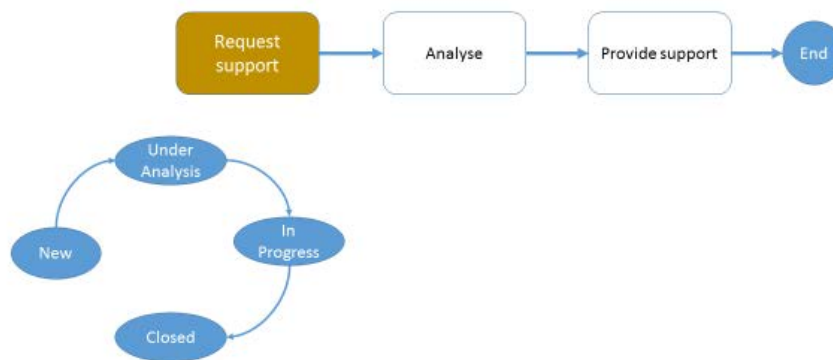 Request
support
Analyse
Provide support
End
Under
Analysis
New
In
Progress
Closed